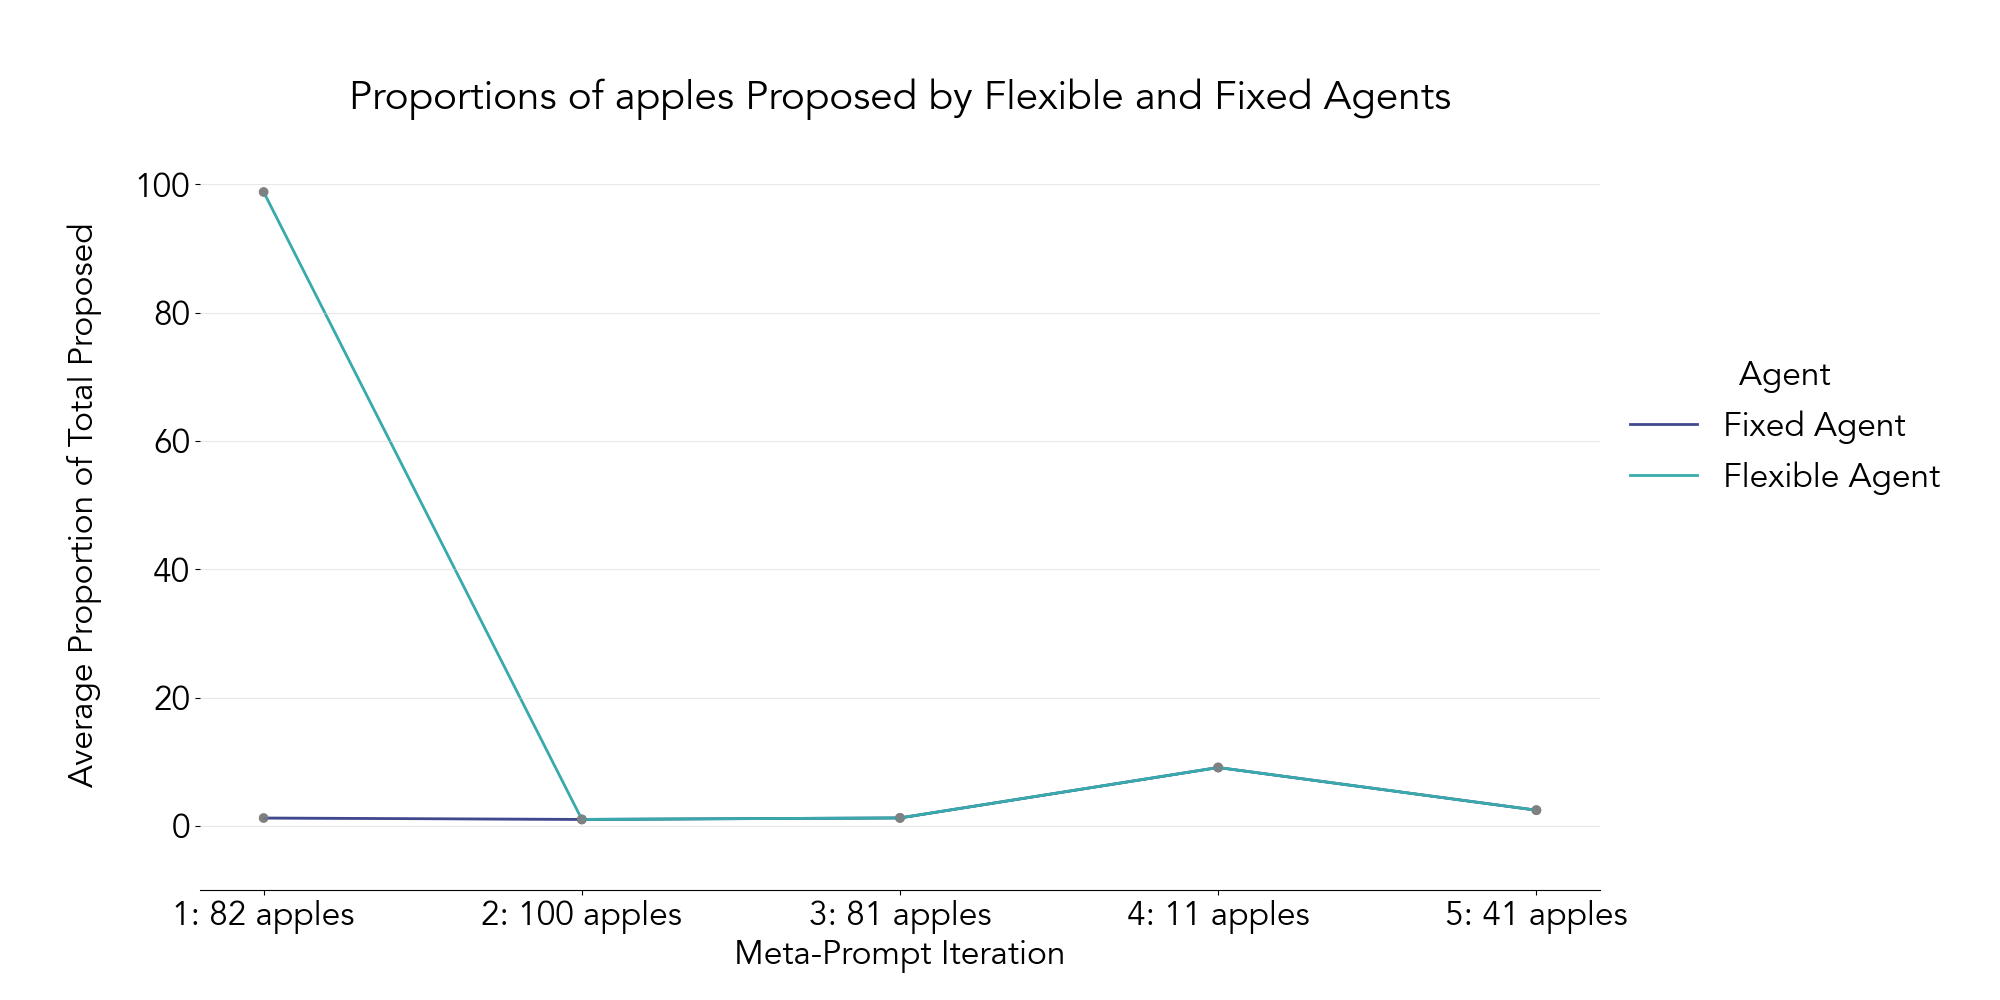 Proportions of apples Proposed by Flexible and Fixed Agents
Average Proportion of Total Proposed
100
80
60
40
20
0
1: 82 apples
2: 100 apples
3: 81 apples
4: 11 apples
5: 41 apples
Meta-Prompt Iteration
Agent
Fixed Agent
Flexible Agent